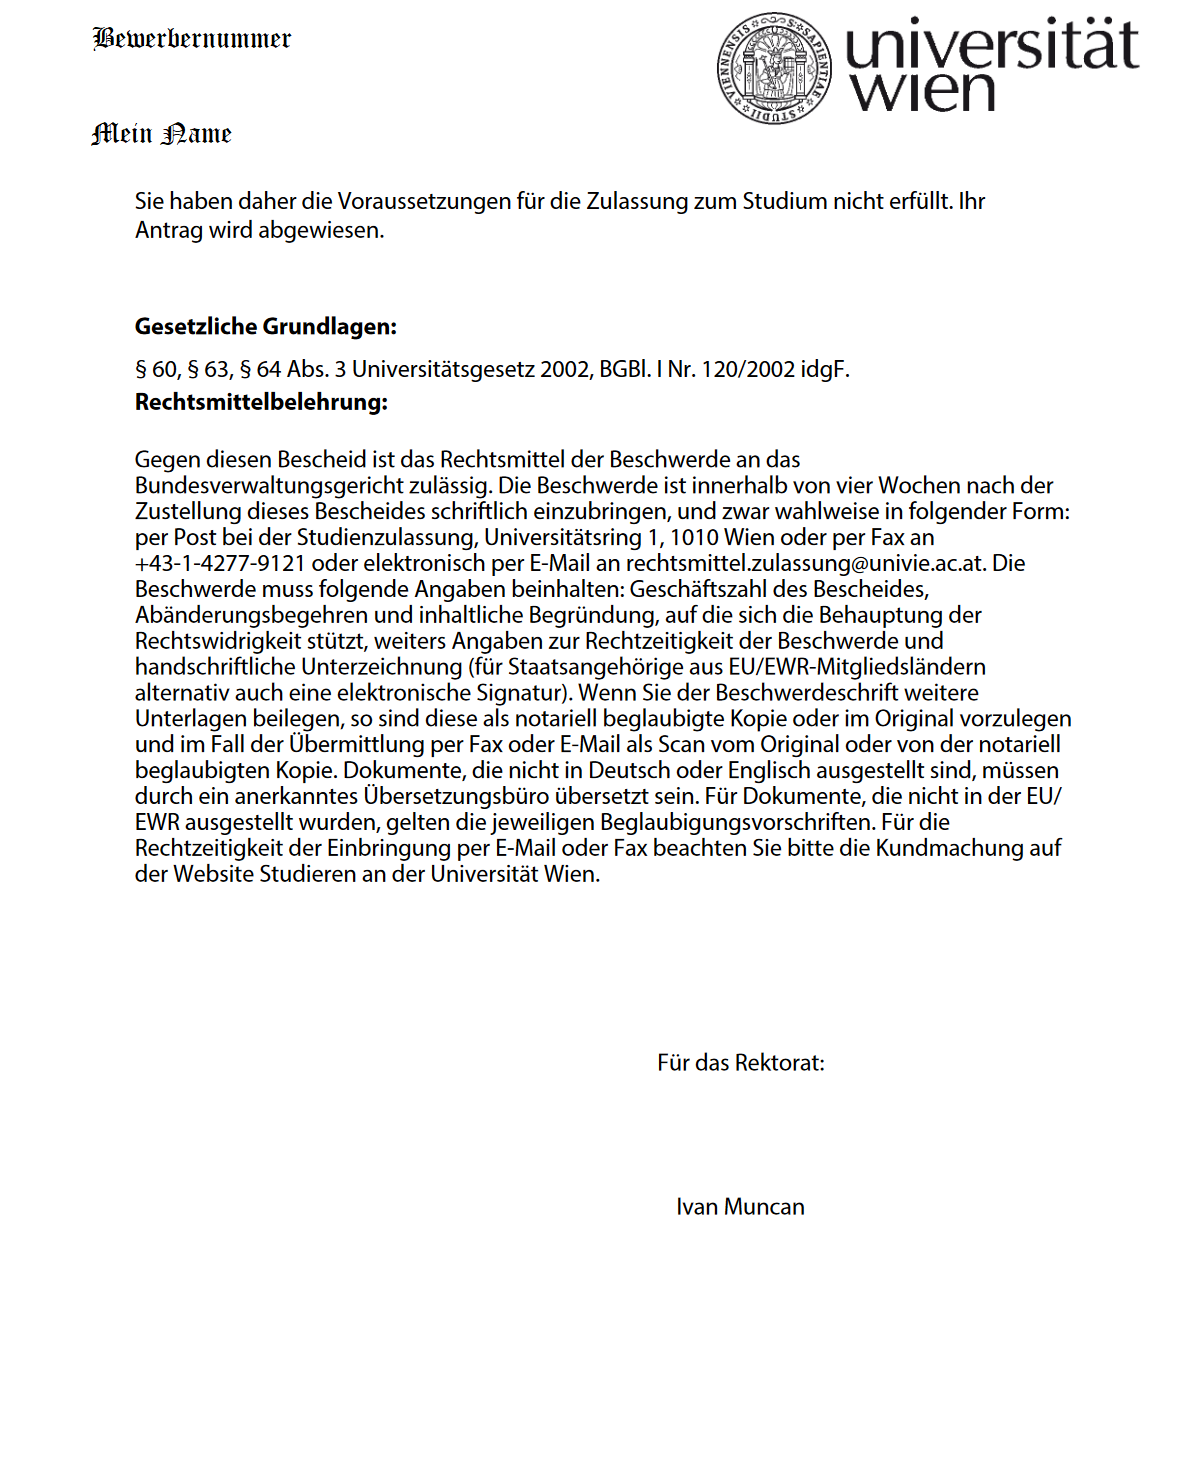 Bewerbernummer
universität
wien
VIENNENSIS
SAPIENTIAE
STUDII
Mein Name
Sie haben daher die Voraussetzungen für die Zulassung zum Studium nicht erfüllt. Ihr
Antrag wird abgewiesen.
Gesetzliche Grundlagen:
§ 60, § 63, § 64 Abs. 3 Universitätsgesetz 2002, BGBl. I Nr. 120/2002 idgF.
Rechtsmittelbelehrung:
Gegen diesen Bescheid ist das Rechtsmittel der Beschwerde an das
Bundesverwaltungsgericht zulässig. Die Beschwerde ist innerhalb von vier Wochen nach der
Zustellung dieses Bescheides schriftlich einzubringen, und zwar wahlweise in folgender Form:
per Post bei der Studienzulassung, Universitätsring 1, 1010 Wien oder per Fax an
+43-1-4277-9121 oder elektronisch per E-Mail an rechtsmittel.zulassung@univie.ac.at. Die
Beschwerde muss folgende Angaben beinhalten: Geschäftszahl des Bescheides,
Abänderungsbegehren und inhaltliche Begründung, auf die sich die Behauptung der
Rechtswidrigkeit stützt, weiters Angaben zur Rechtzeitigkeit der Beschwerde und
handschriftliche Unterzeichnung (für Staatsangehörige aus EU/EWR-Mitgliedsländern
alternativ auch eine elektronische Signatur). Wenn Sie der Beschwerdeschrift weitere
Unterlagen beilegen, so sind diese als notariell beglaubigte Kopie oder im Original vorzulegen
und im Fall der Übermittlung per Fax oder E-Mail als Scan vom Original oder von der notariell
beglaubigten Kopie. Dokumente, die nicht in Deutsch oder Englisch ausgestellt sind, müssen
durch ein anerkanntes Übersetzungsbüro übersetzt sein. Für Dokumente, die nicht in der EU/
EWR ausgestellt wurden, gelten die jeweiligen Beglaubigungsvorschriften. Für die
Rechtzeitigkeit der Einbringung per E-Mail oder Fax beachten Sie bitte die Kundmachung auf
der Website Studieren an der Universität Wien.
Für das Rektorat:
Ivan Muncan